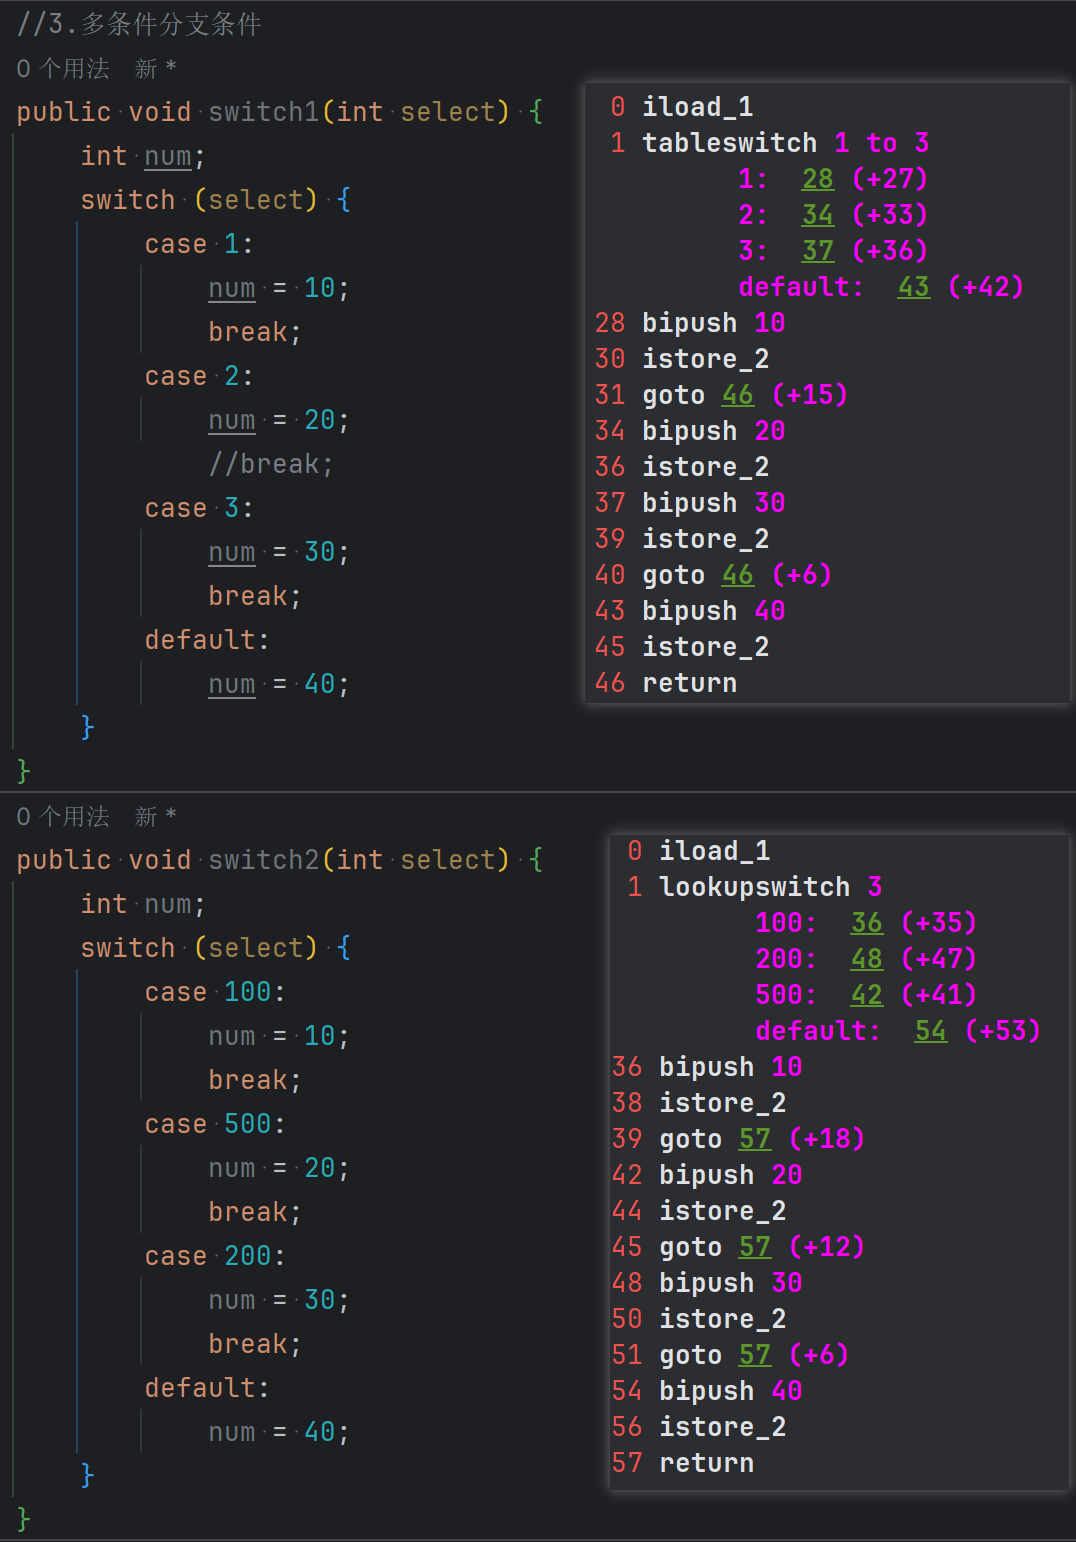 //3.多条件分支条件
0 个用法   新 *
public void switch1(int select) {
    int num;
    switch (select) {
        case 1:
            num = 10;
            break;
        case 2:
            num = 20;
            //break;
        case 3:
            num = 30;
            break;
        default:
            num = 40;
    }
}
0 iload_1
1 tableswitch 1 to 3
1:  28 (+27)
2:  34 (+33)
3:  37 (+36)
default:  43 (+42)
28 bipush 10
30 istore_2
31 goto 46 (+15)
34 bipush 20
36 istore_2
37 bipush 30
39 istore_2
40 goto 46 (+6)
43 bipush 40
45 istore_2
46 return
0 个用法   新 *
public void switch2(int select) {
    int num;
    switch (select) {
        case 100:
            num = 10;
            break;
        case 500:
            num = 20;
            break;
        case 200:
            num = 30;
            break;
        default:
            num = 40;
    }
}
0 iload_1
1 lookupswitch 3
100:  36 (+35)
200:  48 (+47)
500:  42 (+41)
default:  54 (+53)
36 bipush 10
38 istore_2
39 goto 57 (+18)
42 bipush 20
44 istore_2
45 goto 57 (+12)
48 bipush 30
50 istore_2
51 goto 57 (+6)
54 bipush 40
56 istore_2
57 return